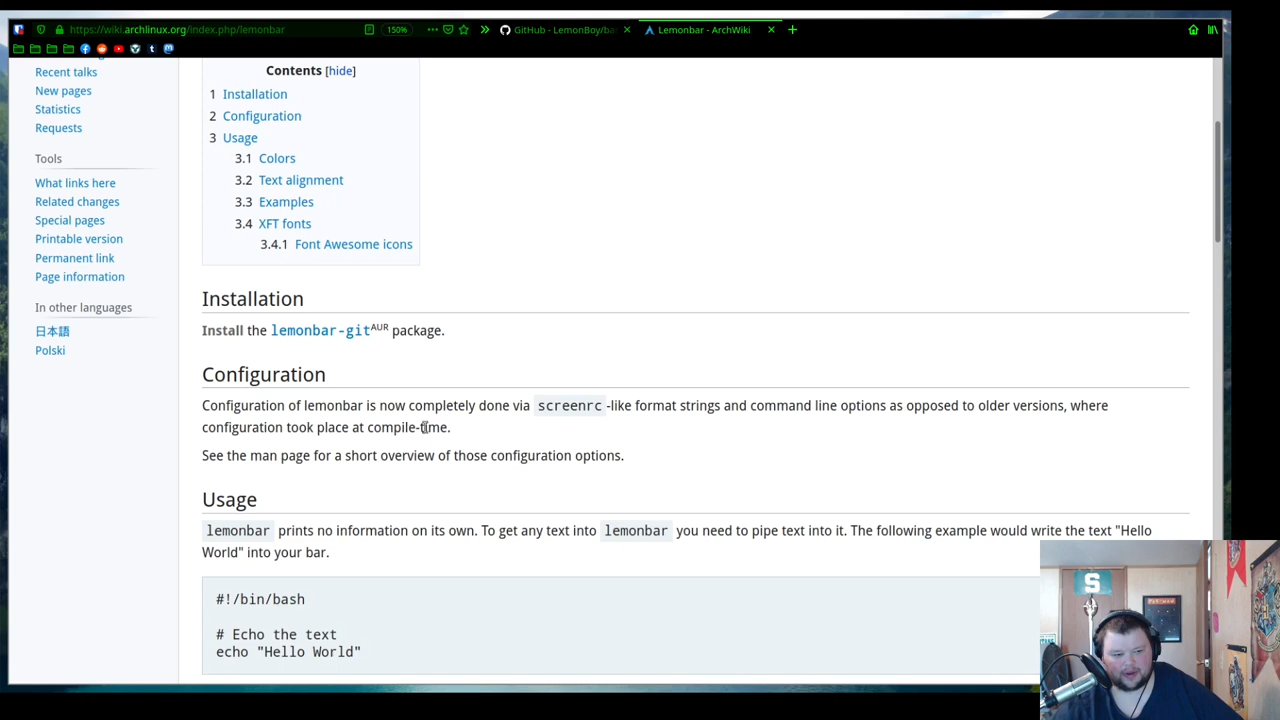 https://wiki.archlinux.org/index.php/lemonbar
150%
GitHub - LemonBoy/ba
Lemonbar - ArchWiki
Recent talks
New pages
Statistics
Requests
Tools
What links here
Related changes
Special pages
Printable version
Permanent link
Page information
In other languages
日本語
Polski
Contents [hide]
1 Installation
2 Configuration
3 Usage
3.1 Colors
3.2 Text alignment
3.3 Examples
3.4 XFT fonts
3.4.1 Font Awesome icons
Installation
Install the lemonbar-gitAUR package.
Configuration
Configuration of lemonbar is now completely done via screenrc -like format strings and command line options as opposed to older versions, where
configuration took place at compile-time.
See the man page for a short overview of those configuration options.
Usage
lemonbar prints no information on its own. To get any text into lemonbar you need to pipe text into it. The following example would write the text "Hello
World" into your bar.
#!/bin/bash
# Echo the text
echo "Hello World"
S